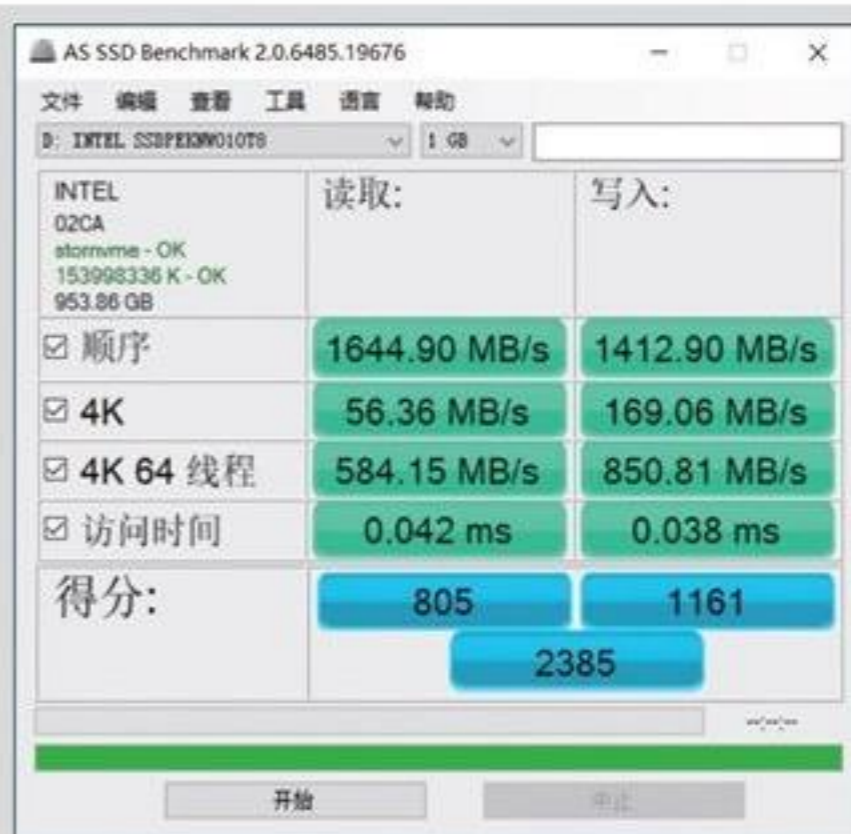 AS SSD Benchmark 2.0.6485.19676
文件 编辑 查看 工具 语言 帮助
D: INTEL SSDPEKNW010T8 1 GB
INTEL
02CA
stornvme - OK
153998336 K - OK
953.86 GB
读取: 写入:
顺序 1644.90 MB/s 1412.90 MB/s
4K 56.36 MB/s 169.06 MB/s
4K 64 线程 584.15 MB/s 850.81 MB/s
访问时间 0.042 ms 0.038 ms
得分: 805 1161
2385
--:--:--
开始 中止